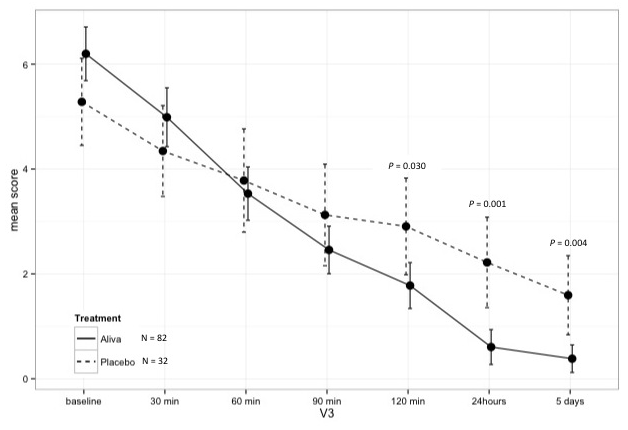 6
4
2
0
mean score
P = 0.030
P = 0.001
P = 0.004
Treatment
Aliva N = 82
Placebo N = 32
baseline 30 min 60 min 90 min 120 min 24hours 5 days
V3